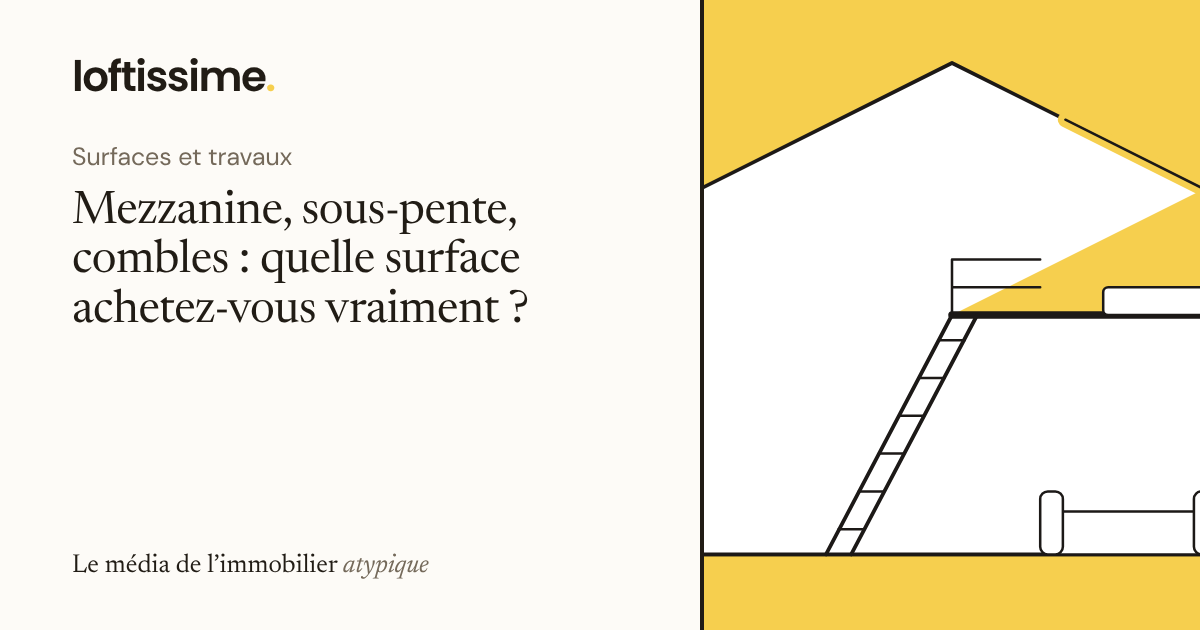 loftissime.
Surfaces et travaux
Mezzanine, sous-pente,
combles : quelle surface
achetez-vous vraiment ?
Le média de l’immobilier atypique